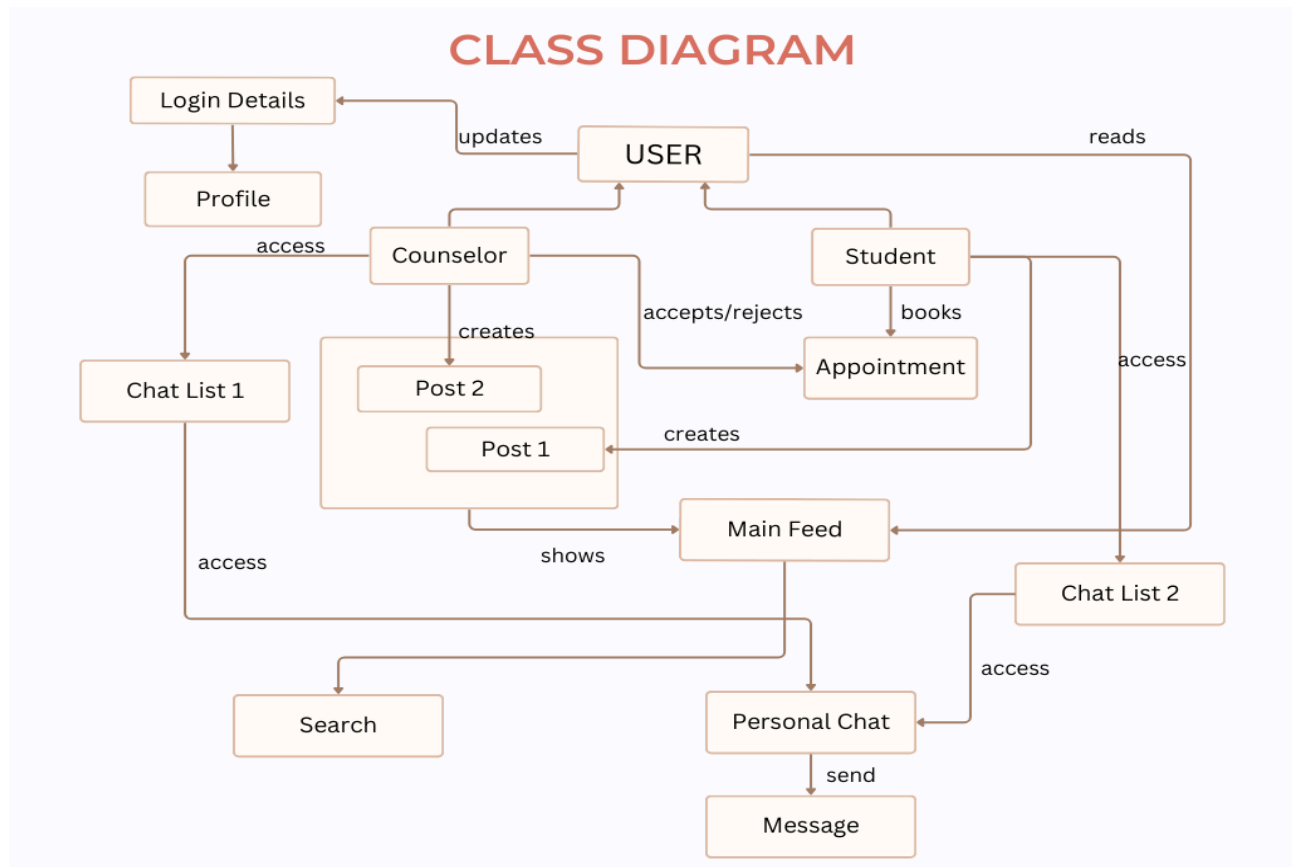 CLASS DIAGRAM
Login Details
updates
USER
reads
Profile
access
Counselor
Student
accepts/rejects
books
creates
Chat List 1
Post 2
Appointment
access
Post 1
creates
Main Feed
shows
access
Chat List 2
access
Search
Personal Chat
send
Message